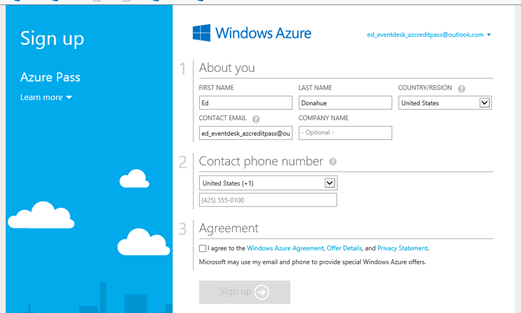 Sign up
Azure Pass
Learn more
Windows Azure
ed_eventdesk_azcreditpass@outlook.com
1 About you
FIRST NAME LAST NAME COUNTRY/REGION ?
Ed Donahue United States
CONTACT EMAIL ? COMPANY NAME
ed_eventdesk_azcreditpass@ou - Optional -
2 Contact phone number ?
United States (+1)
(425) 555-0100
3 Agreement
I agree to the Windows Azure Agreement, Offer Details, and Privacy Statement.
Microsoft may use my email and phone to provide special Windows Azure offers.
Sign up